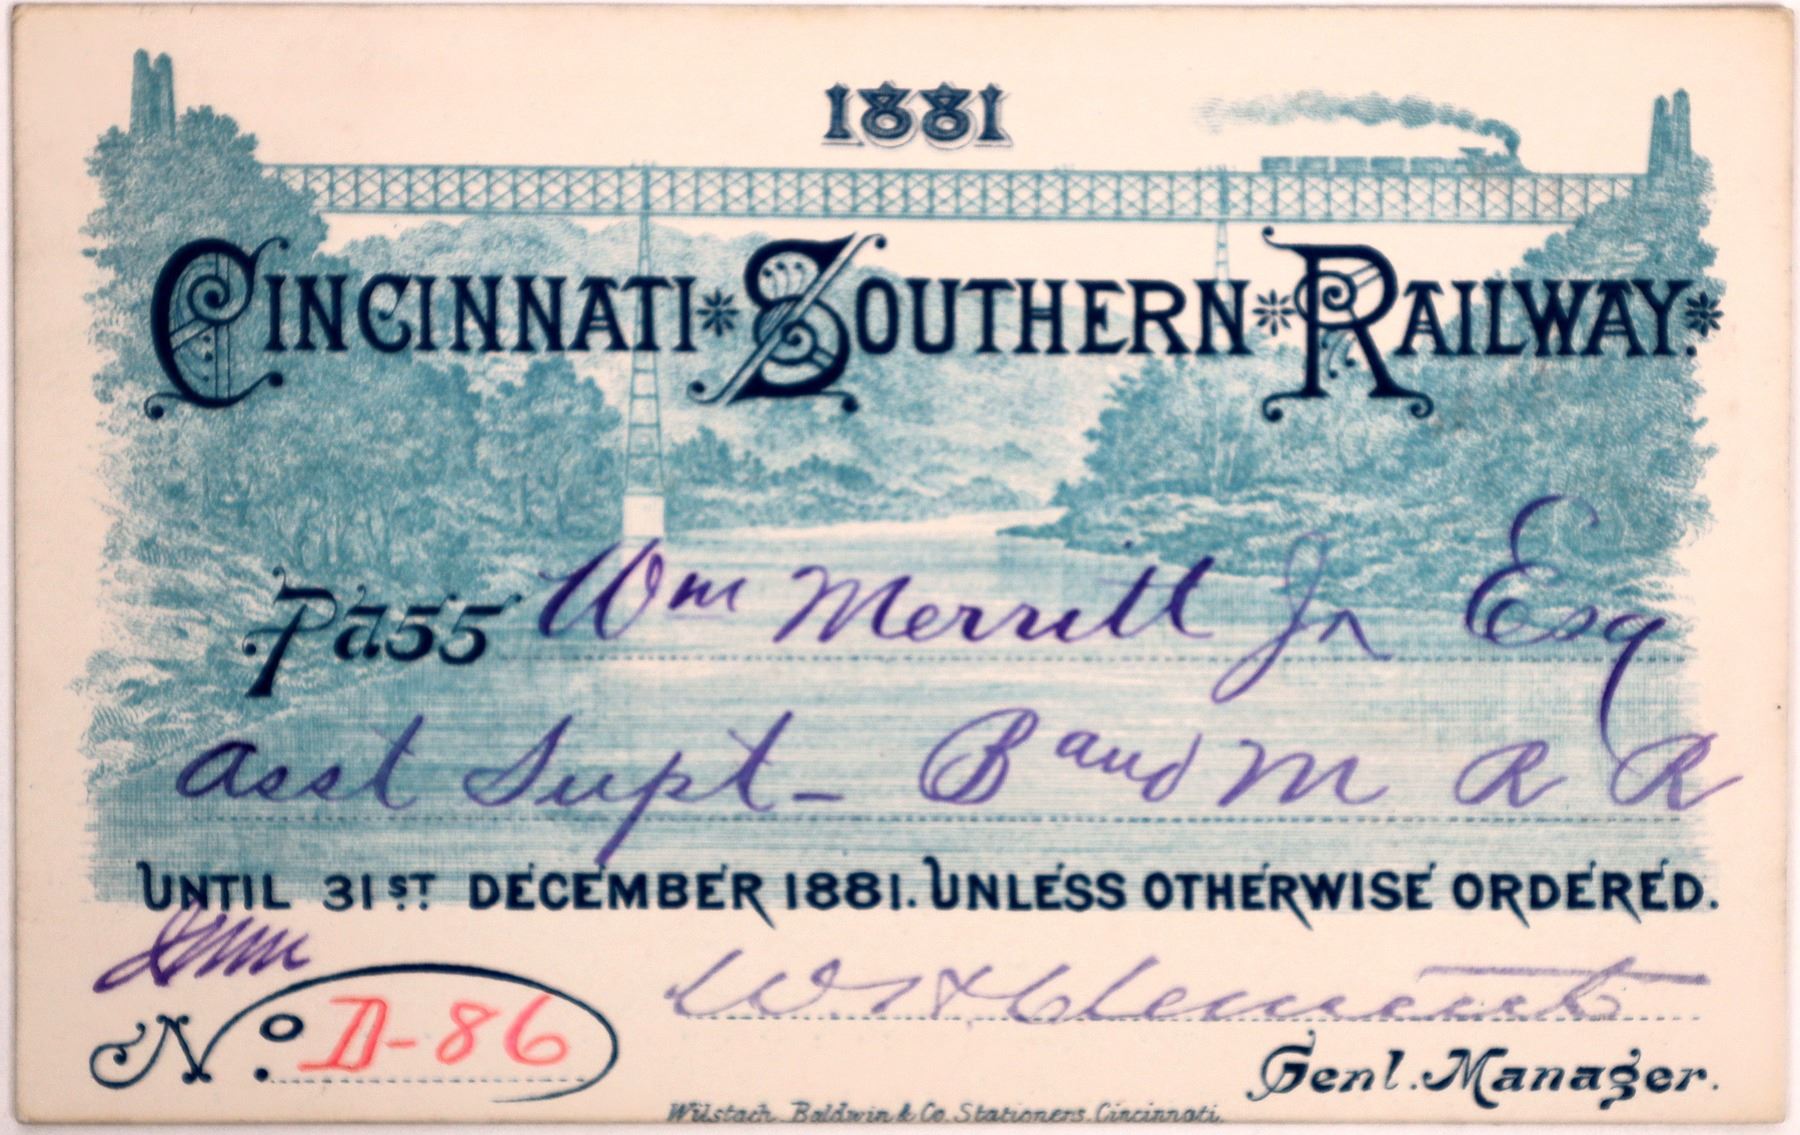 1881
CINCINNATI SOUTHERN RAILWAY.
Pass Wm Merritt Jr Esq
Asst Supt - B and M R R
UNTIL 31ST DECEMBER 1881. UNLESS OTHERWISE ORDERED.
No. D-86
W H Clement
Genl. Manager.
Wilstach, Baldwin & Co. Stationers. Cincinnati.